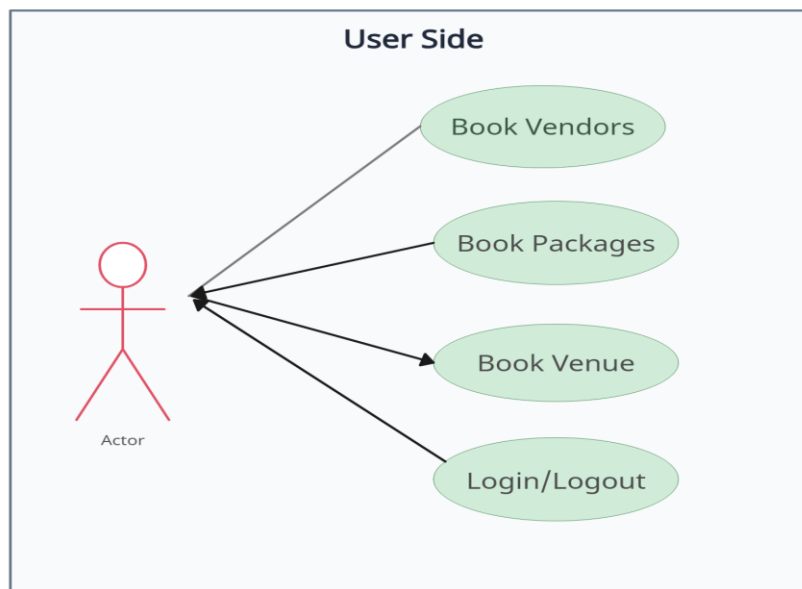 User Side
Book Vendors
Book Packages
Book Venue
Login/Logout
Actor